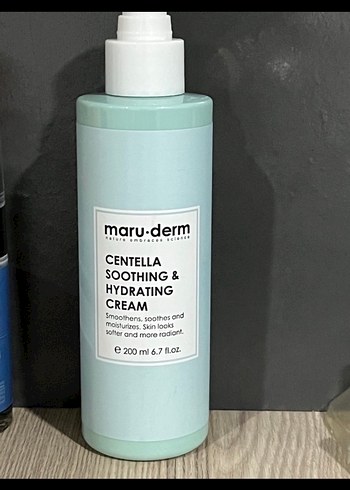 maru·derm
nature embraces science
CENTELLA
SOOTHING &
HYDRATING
CREAM
Smoothens, soothes and
moisturizes. Skin looks
softer and more radiant.
℮ 200 ml 6.7 fl.oz.